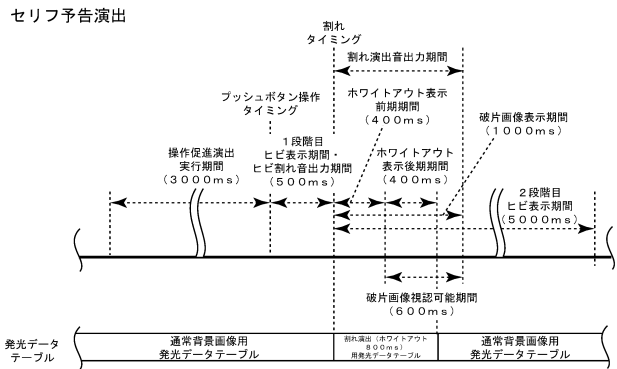 セリフ予告演出
割れ
タイミング
割れ演出音出力期間
プッシュボタン操作
タイミング
ホワイトアウト表示
前期期間
(400ms)
破片画像表示期間
(1000ms)
操作促進演出
実行期間
(3000ms)
1段階目
ヒビ表示期間・
ヒビ割れ音出力期間
(500ms)
ホワイトアウト
表示後期期間
(400ms)
2段階目
ヒビ表示期間
(5000ms)
破片画像視認可能期間
(600ms)
発光データ
テーブル
通常背景画像用
発光データテーブル
割れ演出(ホワイトアウト
800ms)
用発光データテーブル
通常背景画像用
発光データテーブル